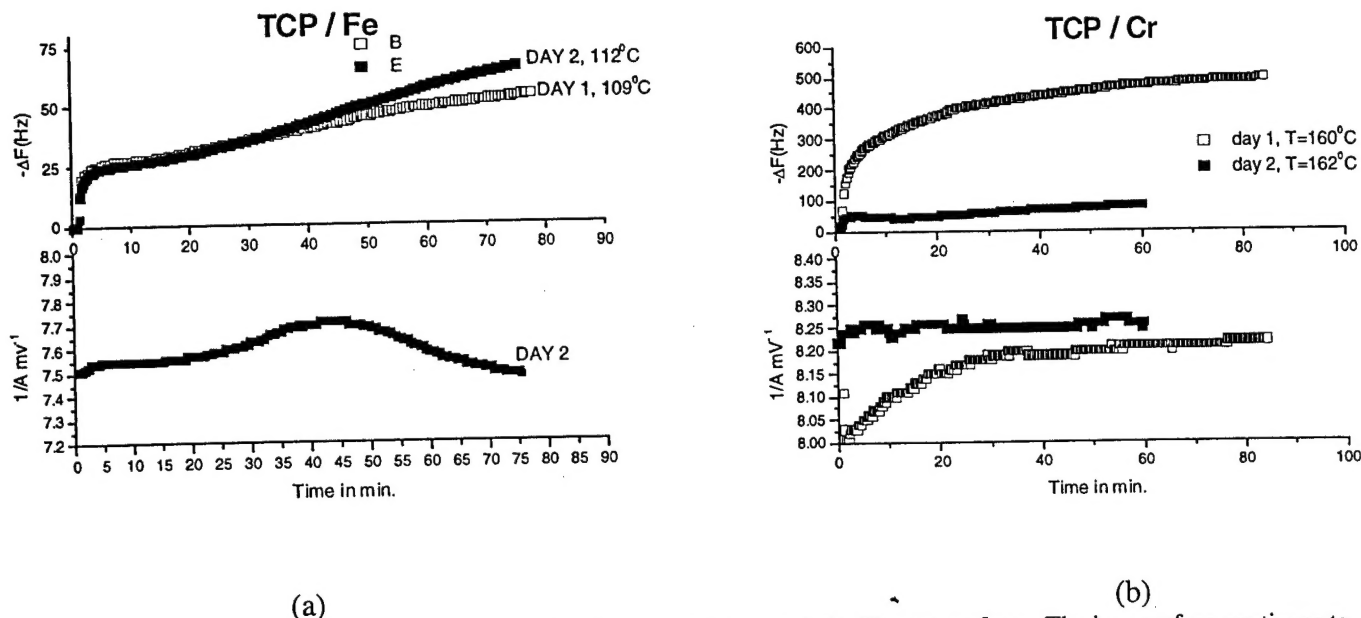 TCP / Fe
B
E
DAY 2, 112⁰C
DAY 1, 109⁰C
-ΔF(Hz)
75
50
25
0
0 10 20 30 40 50 60 70 80 90
1/A mV⁻¹
8.0
7.9
7.8
7.7
7.6
7.5
7.4
7.3
7.2
DAY 2
0 5 10 15 20 25 30 35 40 45 50 55 60 65 70 75 80 85 90
Time in min.
(a)
TCP / Cr
-ΔF(Hz)
600
500
400
300
200
100
0
day 1, T=160⁰C
day 2, T=162⁰C
0 20 40 60 80 100
1/A mV⁻¹
8.40
8.35
8.30
8.25
8.20
8.15
8.10
8.05
8.00
0 20 40 60 80 100
Time in min.
(b)